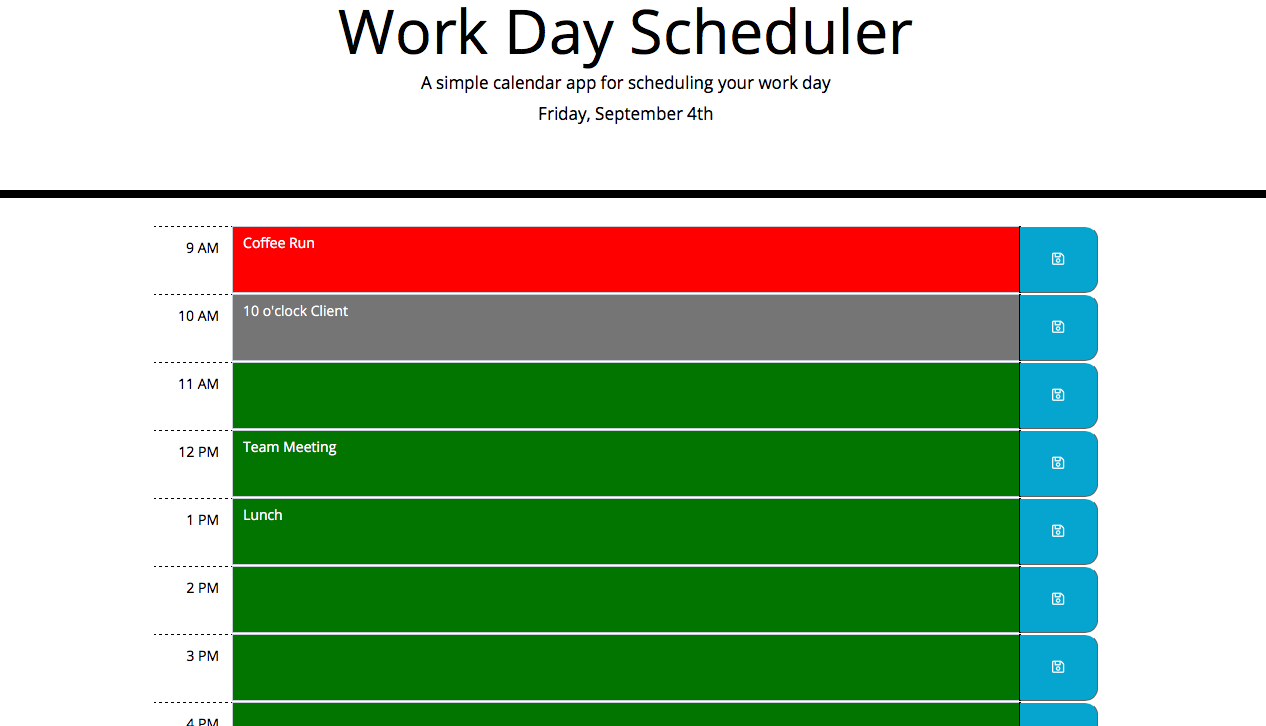 Work Day Scheduler
A simple calendar app for scheduling your work day
Friday, September 4th
9 AM Coffee Run
10 AM 10 o'clock Client
11 AM
12 PM Team Meeting
1 PM Lunch
2 PM
3 PM
4 PM